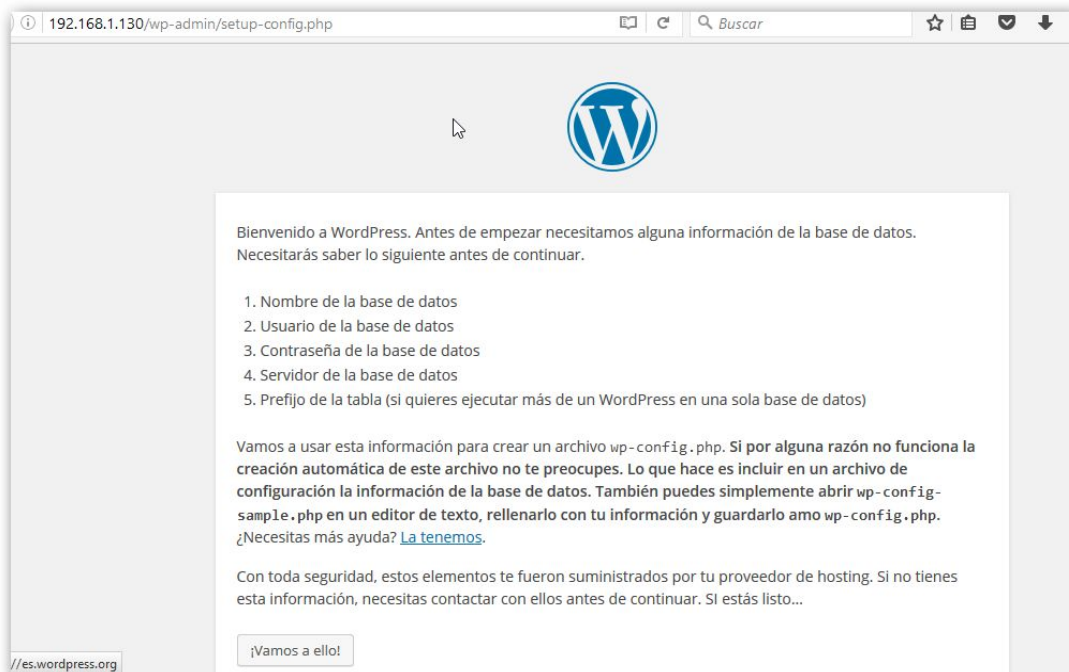 192.168.1.130/wp-admin/setup-config.php
Buscar
Bienvenido a WordPress. Antes de empezar necesitamos alguna información de la base de datos.
Necesitarás saber lo siguiente antes de continuar.
1. Nombre de la base de datos
2. Usuario de la base de datos
3. Contraseña de la base de datos
4. Servidor de la base de datos
5. Prefijo de la tabla (si quieres ejecutar más de un WordPress en una sola base de datos)
Vamos a usar esta información para crear un archivo wp-config.php. Si por alguna razón no funciona la
creación automática de este archivo no te preocupes. Lo que hace es incluir en un archivo de
configuración la información de la base de datos. También puedes simplemente abrir wp-config-
sample.php en un editor de texto, rellenarlo con tu información y guardarlo amo wp-config.php.
¿Necesitas más ayuda? La tenemos.
Con toda seguridad, estos elementos te fueron suministrados por tu proveedor de hosting. Si no tienes
esta información, necesitas contactar con ellos antes de continuar. SI estás listo...
¡Vamos a ello!
//es.wordpress.org